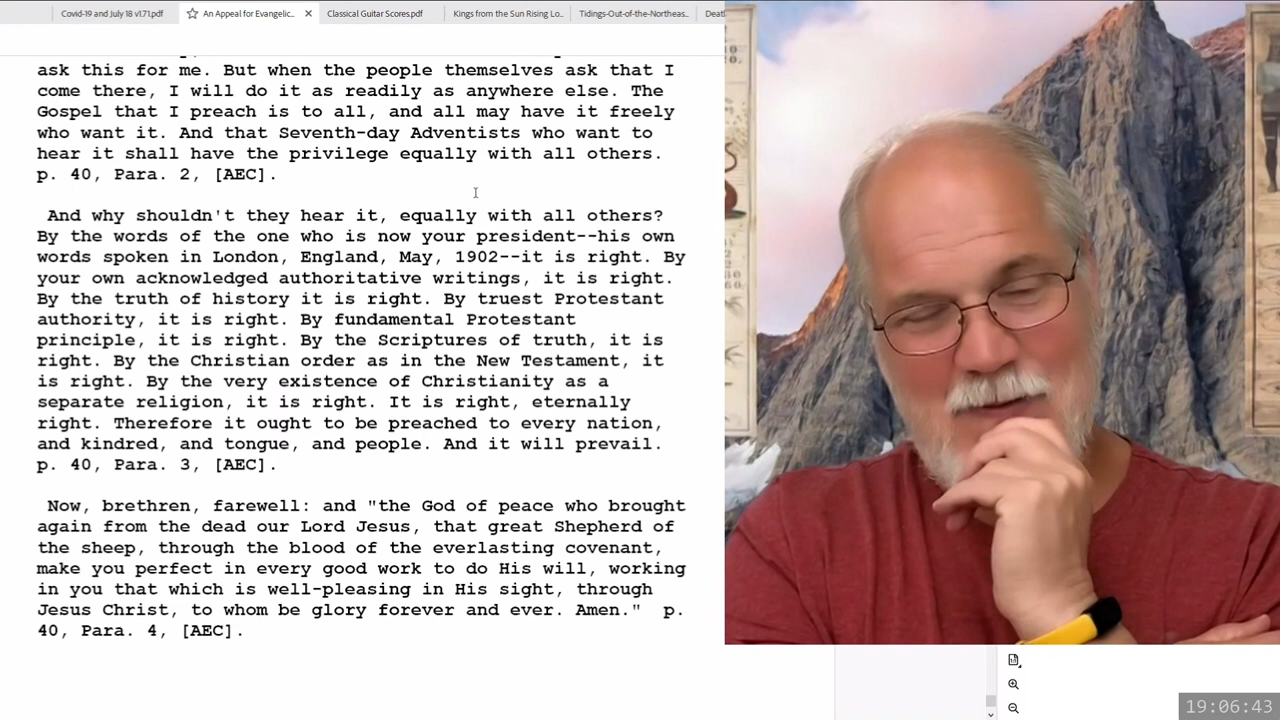 Covid-19 and July 18 v1.71.pdf
An Appeal for Evangelic...
Classical Guitar Scores.pdf
Kings from the Sun Rising Lo...
Tidings-Out-of-the-Northeas...
ask this for me. But when the people themselves ask that I
come there, I will do it as readily as anywhere else. The
Gospel that I preach is to all, and all may have it freely
who want it. And that Seventh-day Adventists who want to
hear it shall have the privilege equally with all others.
p. 40, Para. 2, [AEC].
And why shouldn't they hear it, equally with all others?
By the words of the one who is now your president--his own
words spoken in London, England, May, 1902--it is right. By
your own acknowledged authoritative writings, it is right.
By the truth of history it is right. By truest Protestant
authority, it is right. By fundamental Protestant
principle, it is right. By the Scriptures of truth, it is
right. By the Christian order as in the New Testament, it
is right. By the very existence of Christianity as a
separate religion, it is right. It is right, eternally
right. Therefore it ought to be preached to every nation,
and kindred, and tongue, and people. And it will prevail.
p. 40, Para. 3, [AEC].
Now, brethren, farewell: and "the God of peace who brought
again from the dead our Lord Jesus, that great Shepherd of
the sheep, through the blood of the everlasting covenant,
make you perfect in every good work to do His will, working
in you that which is well-pleasing in His sight, through
Jesus Christ, to whom be glory forever and ever. Amen." p.
40, Para. 4, [AEC].
19:06:43